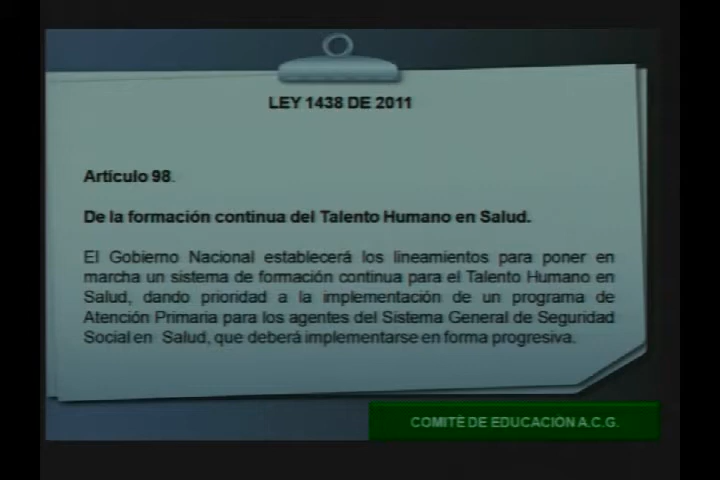 LEY 1438 DE 2011
Artículo 98.
De la formación continua del Talento Humano en Salud.
El Gobierno Nacional establecerá los lineamientos para poner en
marcha un sistema de formación continua para el Talento Humano en
Salud, dando prioridad a la implementación de un programa de
Atención Primaria para los agentes del Sistema General de Seguridad
Social en Salud, que deberá implementarse en forma progresiva.
COMITÈ DE EDUCACIÓN A.C.G.